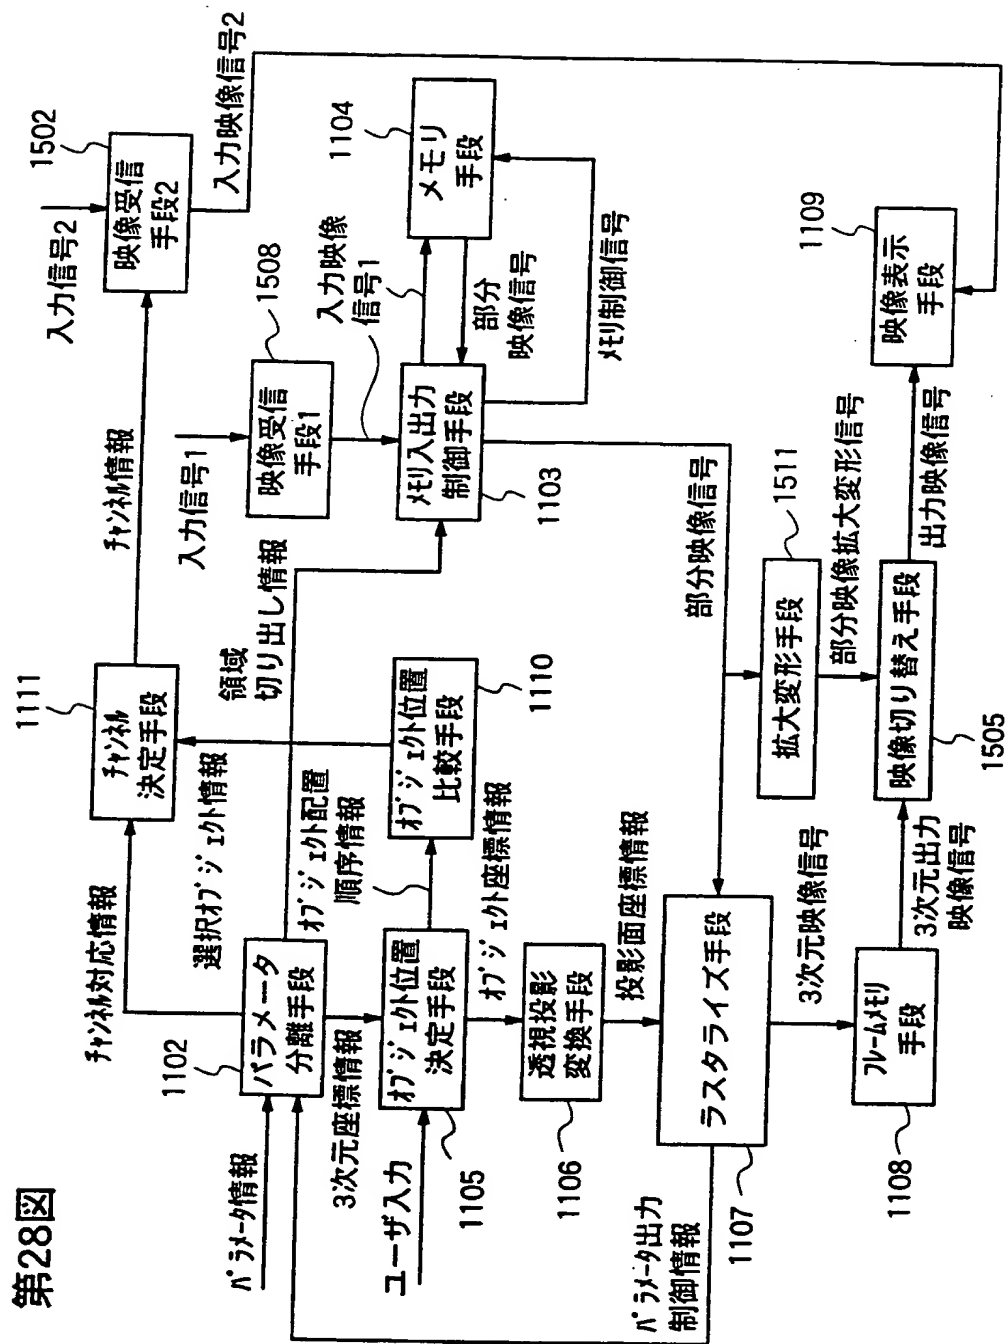 第28図
入力信号2
1502
映像受信
手段2
入力映像信号2
チャンネル情報
1111
チャンネル
決定手段
チャンネル対応情報
選択オブジェクト情報
入力信号1
1508
映像受信
手段1
入力映像
信号1
1104
メモリ
手段
部分
映像信号
メモリ制御信号
メモリ入出力
制御手段
1103
領域
切り出し情報
パラメータ情報
1102
パラメータ
分離手段
3次元座標情報
オブジェクト配置
順序情報
1110
オブジェクト位置
比較手段
ユーザ入力
オブジェクト位置
決定手段
1105
オブジェクト座標情報
透視投影
変換手段
1106
投影面座標情報
部分映像信号
ラスタライズ手段
1107
パラメータ出力
制御情報
3次元映像信号
拡大変形手段
1511
部分映像拡大変形信号
フレームメモリ
手段
1108
3次元出力
映像信号
映像切り替え手段
1505
出力映像信号
映像表示
手段
1109